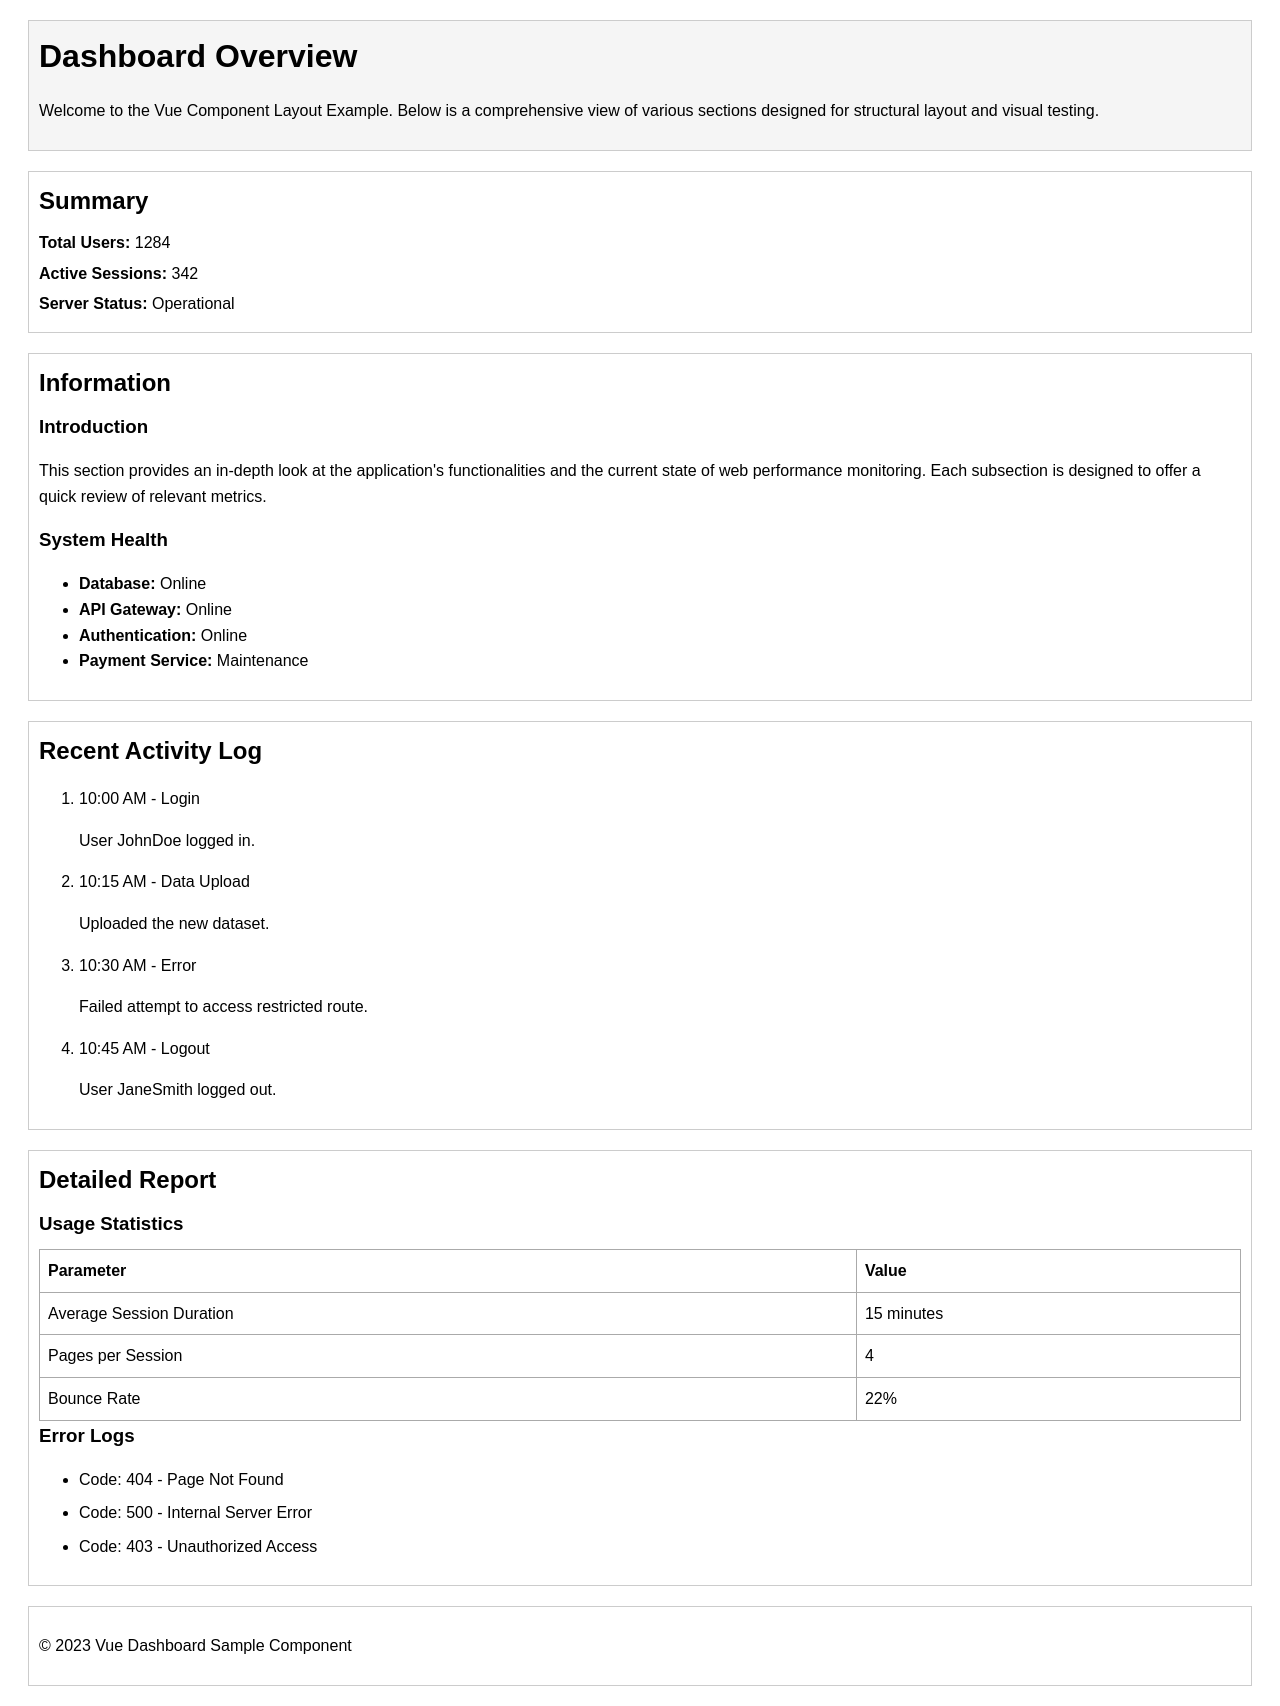 Dashboard Overview
Welcome to the Vue Component Layout Example. Below is a comprehensive view of various sections designed for structural layout and visual testing.
Summary
Total Users: 1284
Active Sessions: 342
Server Status: Operational
Information
Introduction
This section provides an in-depth look at the application's functionalities and the current state of web performance monitoring. Each subsection is designed to offer a
quick review of relevant metrics.
System Health
• Database: Online
• API Gateway: Online
• Authentication: Online
• Payment Service: Maintenance
Recent Activity Log
1. 10:00 AM - Login
User JohnDoe logged in.
2. 10:15 AM - Data Upload
Uploaded the new dataset.
3. 10:30 AM - Error
Failed attempt to access restricted route.
4. 10:45 AM - Logout
User JaneSmith logged out.
Detailed Report
Usage Statistics
Parameter Value
Average Session Duration 15 minutes
Pages per Session 4
Bounce Rate 22%
Error Logs
• Code: 404 - Page Not Found
• Code: 500 - Internal Server Error
• Code: 403 - Unauthorized Access
© 2023 Vue Dashboard Sample Component